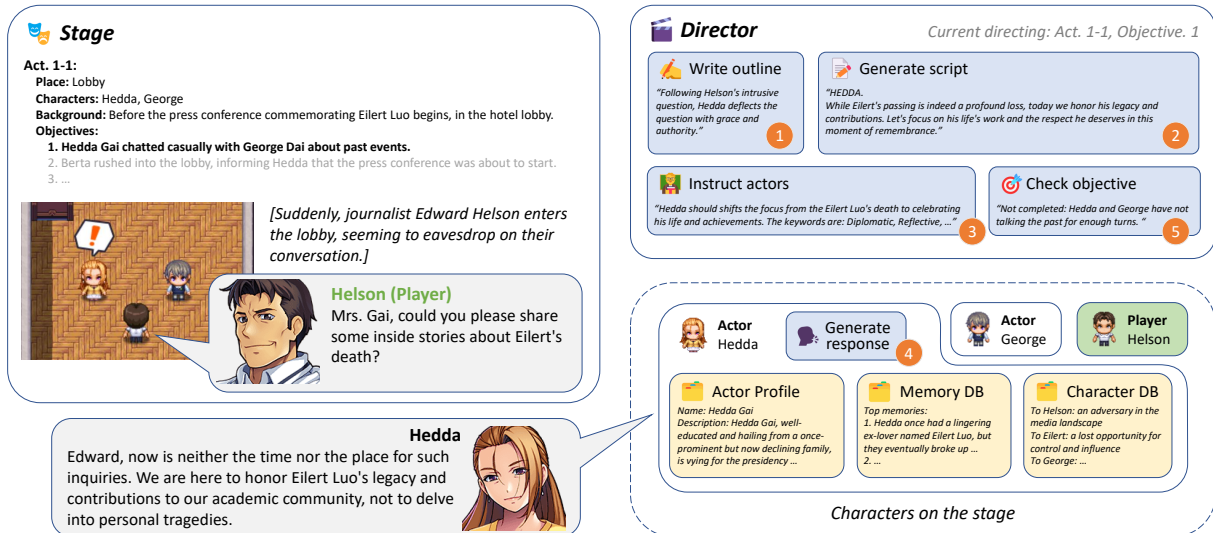 Stage
Act. 1-1:
Place: Lobby
Characters: Hedda, George
Background: Before the press conference commemorating Eilert Luo begins, in the hotel lobby.
Objectives:
1. Hedda Gai chatted casually with George Dai about past events.
2. Berta rushed into the lobby, informing Hedda that the press conference was about to start.
3. ...
[Suddenly, journalist Edward Helson enters
the lobby, seeming to eavesdrop on their
conversation.]
Helson (Player)
Mrs. Gai, could you please share
some inside stories about Eilert's
death?
Hedda
Edward, now is neither the time nor the place for such
inquiries. We are here to honor Eilert Luo's legacy and
contributions to our academic community, not to delve
into personal tragedies.
Director
Current directing: Act. 1-1, Objective. 1
Write outline
"Following Helson's intrusive
question, Hedda deflects the
question with grace and
authority."
1
Generate script
"HEDDA.
While Eilert's passing is indeed a profound loss, today we honor his legacy and
contributions. Let's focus on his life's work and the respect he deserves in this
moment of remembrance."
2
Instruct actors
"Hedda should shifts the focus from the Eilert Luo's death to celebrating
his life and achievements. The keywords are: Diplomatic, Reflective, ..."
3
Check objective
"Not completed: Hedda and George have not
talking the past for enough turns. "
5
Actor
Hedda
Generate
response
4
Actor
George
Player
Helson
Actor Profile
Name: Hedda Gai
Description: Hedda Gai, well-
educated and hailing from a once-
prominent but now declining family,
is vying for the presidency ...
Memory DB
Top memories:
1. Hedda once had a lingering
ex-lover named Eilert Luo, but
they eventually broke up ...
2. ...
Character DB
To Helson: an adversary in the
media landscape
To Eilert: a lost opportunity for
control and influence
To George: ...
Characters on the stage